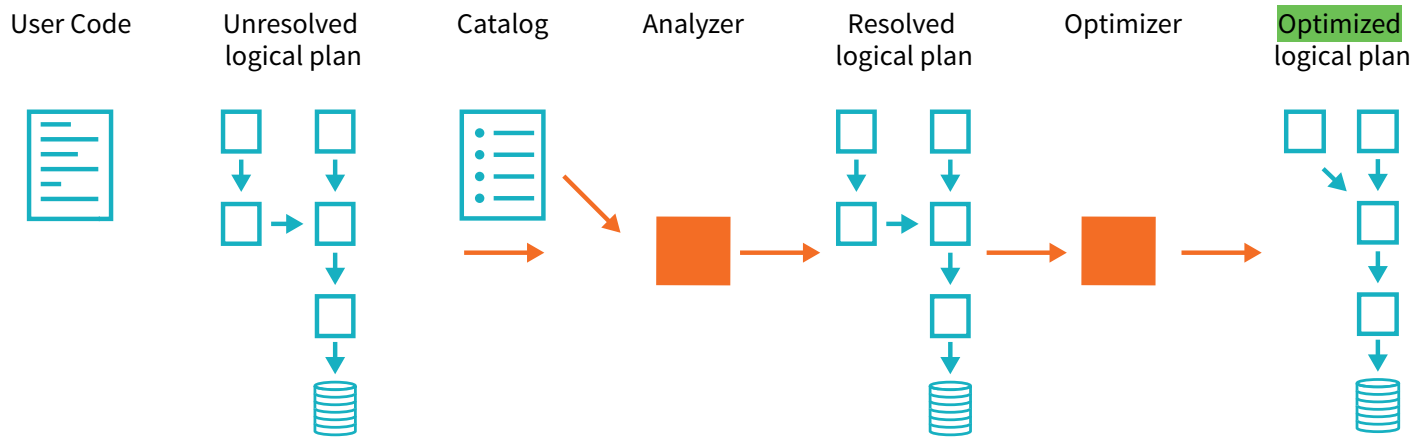 User Code
Unresolved
logical plan
Catalog
Analyzer
Resolved
logical plan
Optimizer
Optimized
logical plan